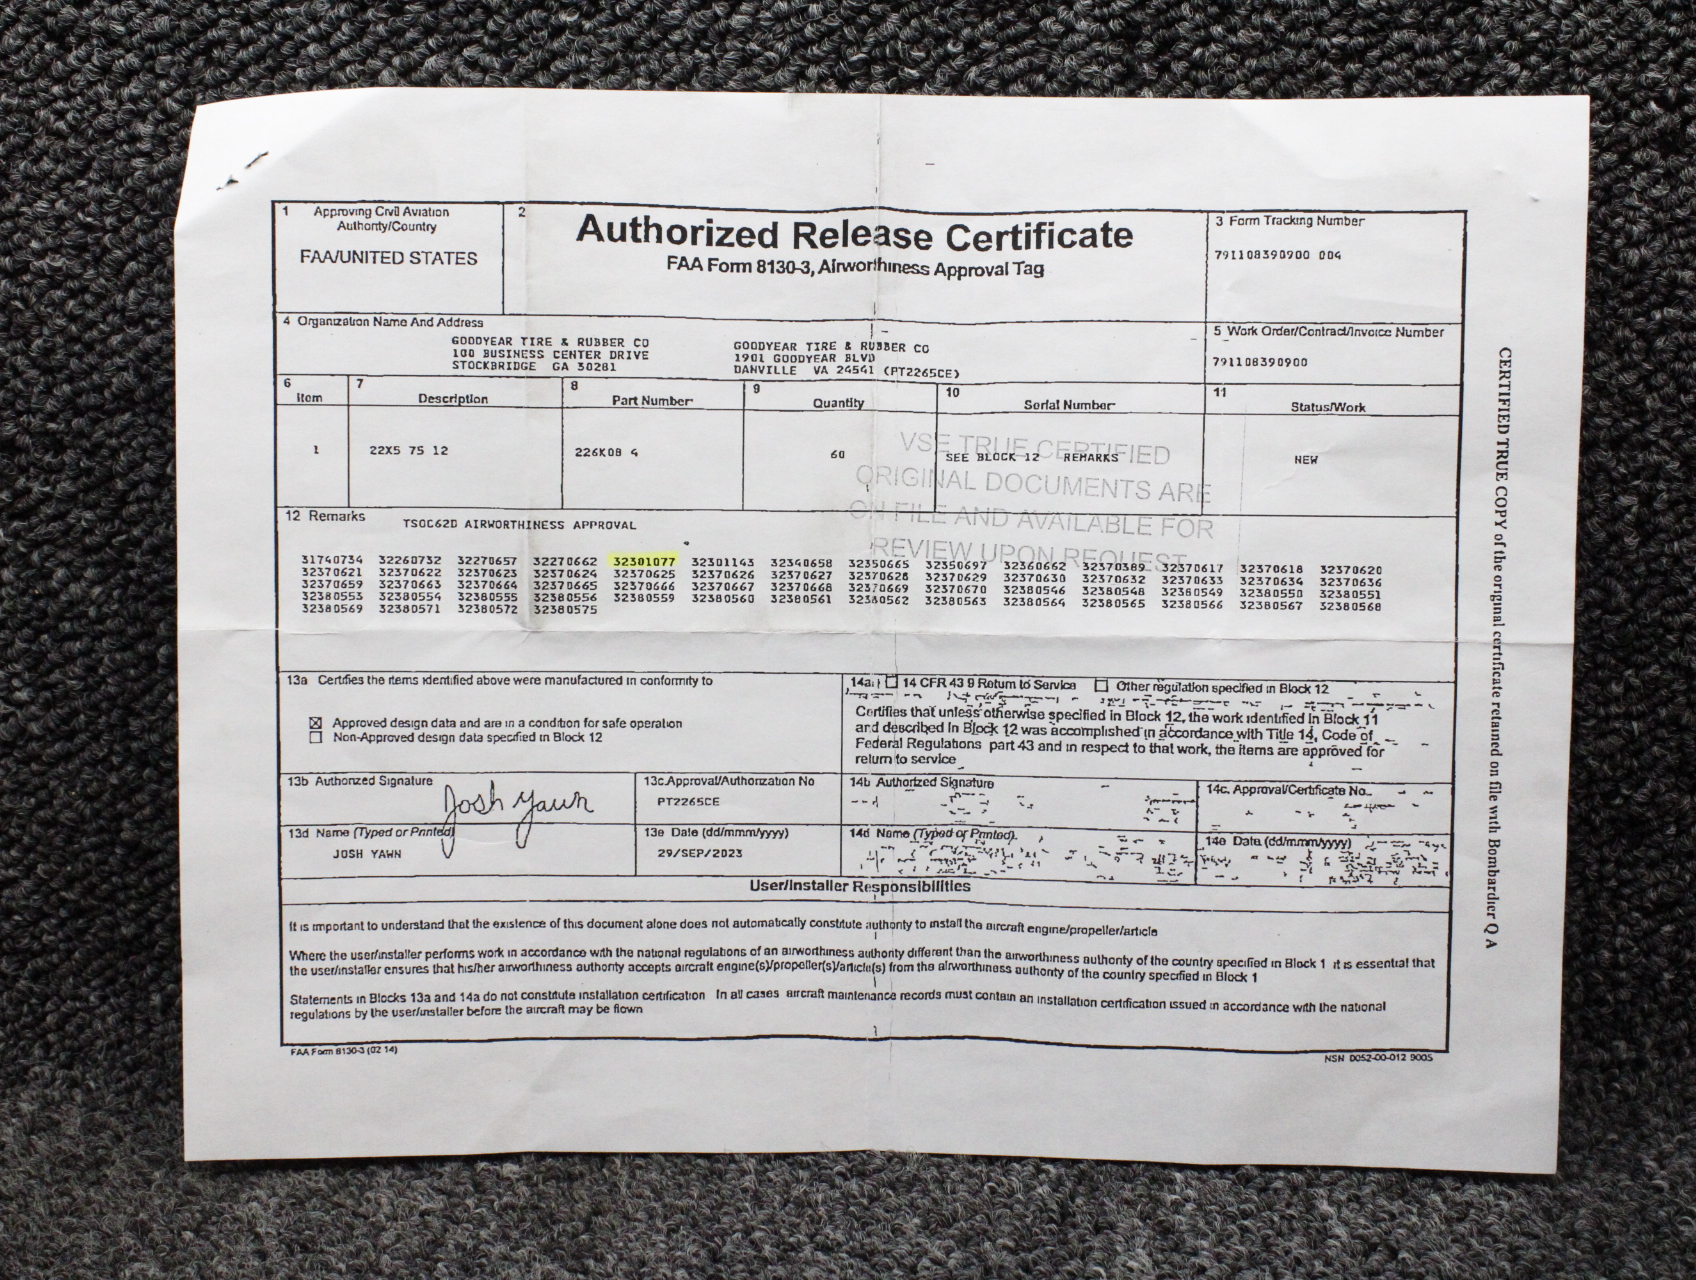 1 Approving Civil Aviation Authority/Country
FAA/UNITED STATES
2
Authorized Release Certificate
FAA Form 8130-3, Airworthiness Approval Tag
3 Form Tracking Number
791108390900 004
4 Organization Name And Address
GOODYEAR TIRE & RUBBER CO
100 BUSINESS CENTER DRIVE
STOCKBRIDGE GA 30281
GOODYEAR TIRE & RUBBER CO
1901 GOODYEAR BLVD
DANVILLE VA 24541 (PT2265CE)
5 Work Order/Contract/Invoice Number
791108390900
6 Item
7 Description
8 Part Number
9 Quantity
10 Serial Number
11 Status/Work
1
22X5 75 12
226K08 4
60
SEE BLOCK 12 REMARKS
NEW
VSE TRUE CERTIFIED
ORIGINAL DOCUMENTS ARE
ON FILE AND AVAILABLE FOR
REVIEW UPON REQUEST
12 Remarks
TSOC62D AIRWORTHINESS APPROVAL
31740734 32260732 32270657 32270662 32301077 32301143 32340658 32350665 32350697 32360662 32370389 32370617 32370618 32370620
32370621 32370622 32370623 32370624 32370625 32370626 32370627 32370628 32370629 32370630 32370632 32370633 32370634 32370636
32370659 32370663 32370664 32370665 32370666 32370667 32370668 32370669 32370670 32380546 32380548 32380549 32380550 32380551
32380553 32380554 32380555 32380556 32380559 32380560 32380561 32380562 32380563 32380564 32380565 32380566 32380567 32380568
32380569 32380571 32380572 32380575
13a Certifies the items identified above were manufactured in conformity to
Approved design data and are in a condition for safe operation
Non-Approved design data specified in Block 12
14a 14 CFR 43 9 Return to Service Other regulation specified in Block 12
Certifies that unless otherwise specified in Block 12, the work identified in Block 11
and described in Block 12 was accomplished in accordance with Title 14, Code of
Federal Regulations part 43 and in respect to that work, the items are approved for
return to service
13b Authorized Signature
Josh Yawn
13c.Approval/Authorization No
PT2265CE
14b Authorized Signature
14c. Approval/Certificate No.
13d Name (Typed or Printed)
JOSH YAWN
13e Date (dd/mmm/yyyy)
29/SEP/2023
14d Name (Typed or Printed).
14e Date (dd/mmm/yyyy)
User/Installer Responsibilities
It is important to understand that the existence of this document alone does not automatically constitute authority to install the aircraft engine/propeller/article
Where the user/installer performs work in accordance with the national regulations of an airworthiness authority different than the airworthiness authority of the country specified in Block 1 it is essential that
the user/installer ensures that his/her airworthiness authority accepts aircraft engine(s)/propeller(s)/article(s) from the airworthiness authority of the country specified in Block 1
Statements in Blocks 13a and 14a do not constitute installation certification In all cases aircraft maintenance records must contain an installation certification issued in accordance with the national
regulations by the user/installer before the aircraft may be flown
FAA Form 8130-3 (02 14)
NSN 0052-00-012 9005
CERTIFIED TRUE COPY of the original certificate retained on file with Bombardier Q A